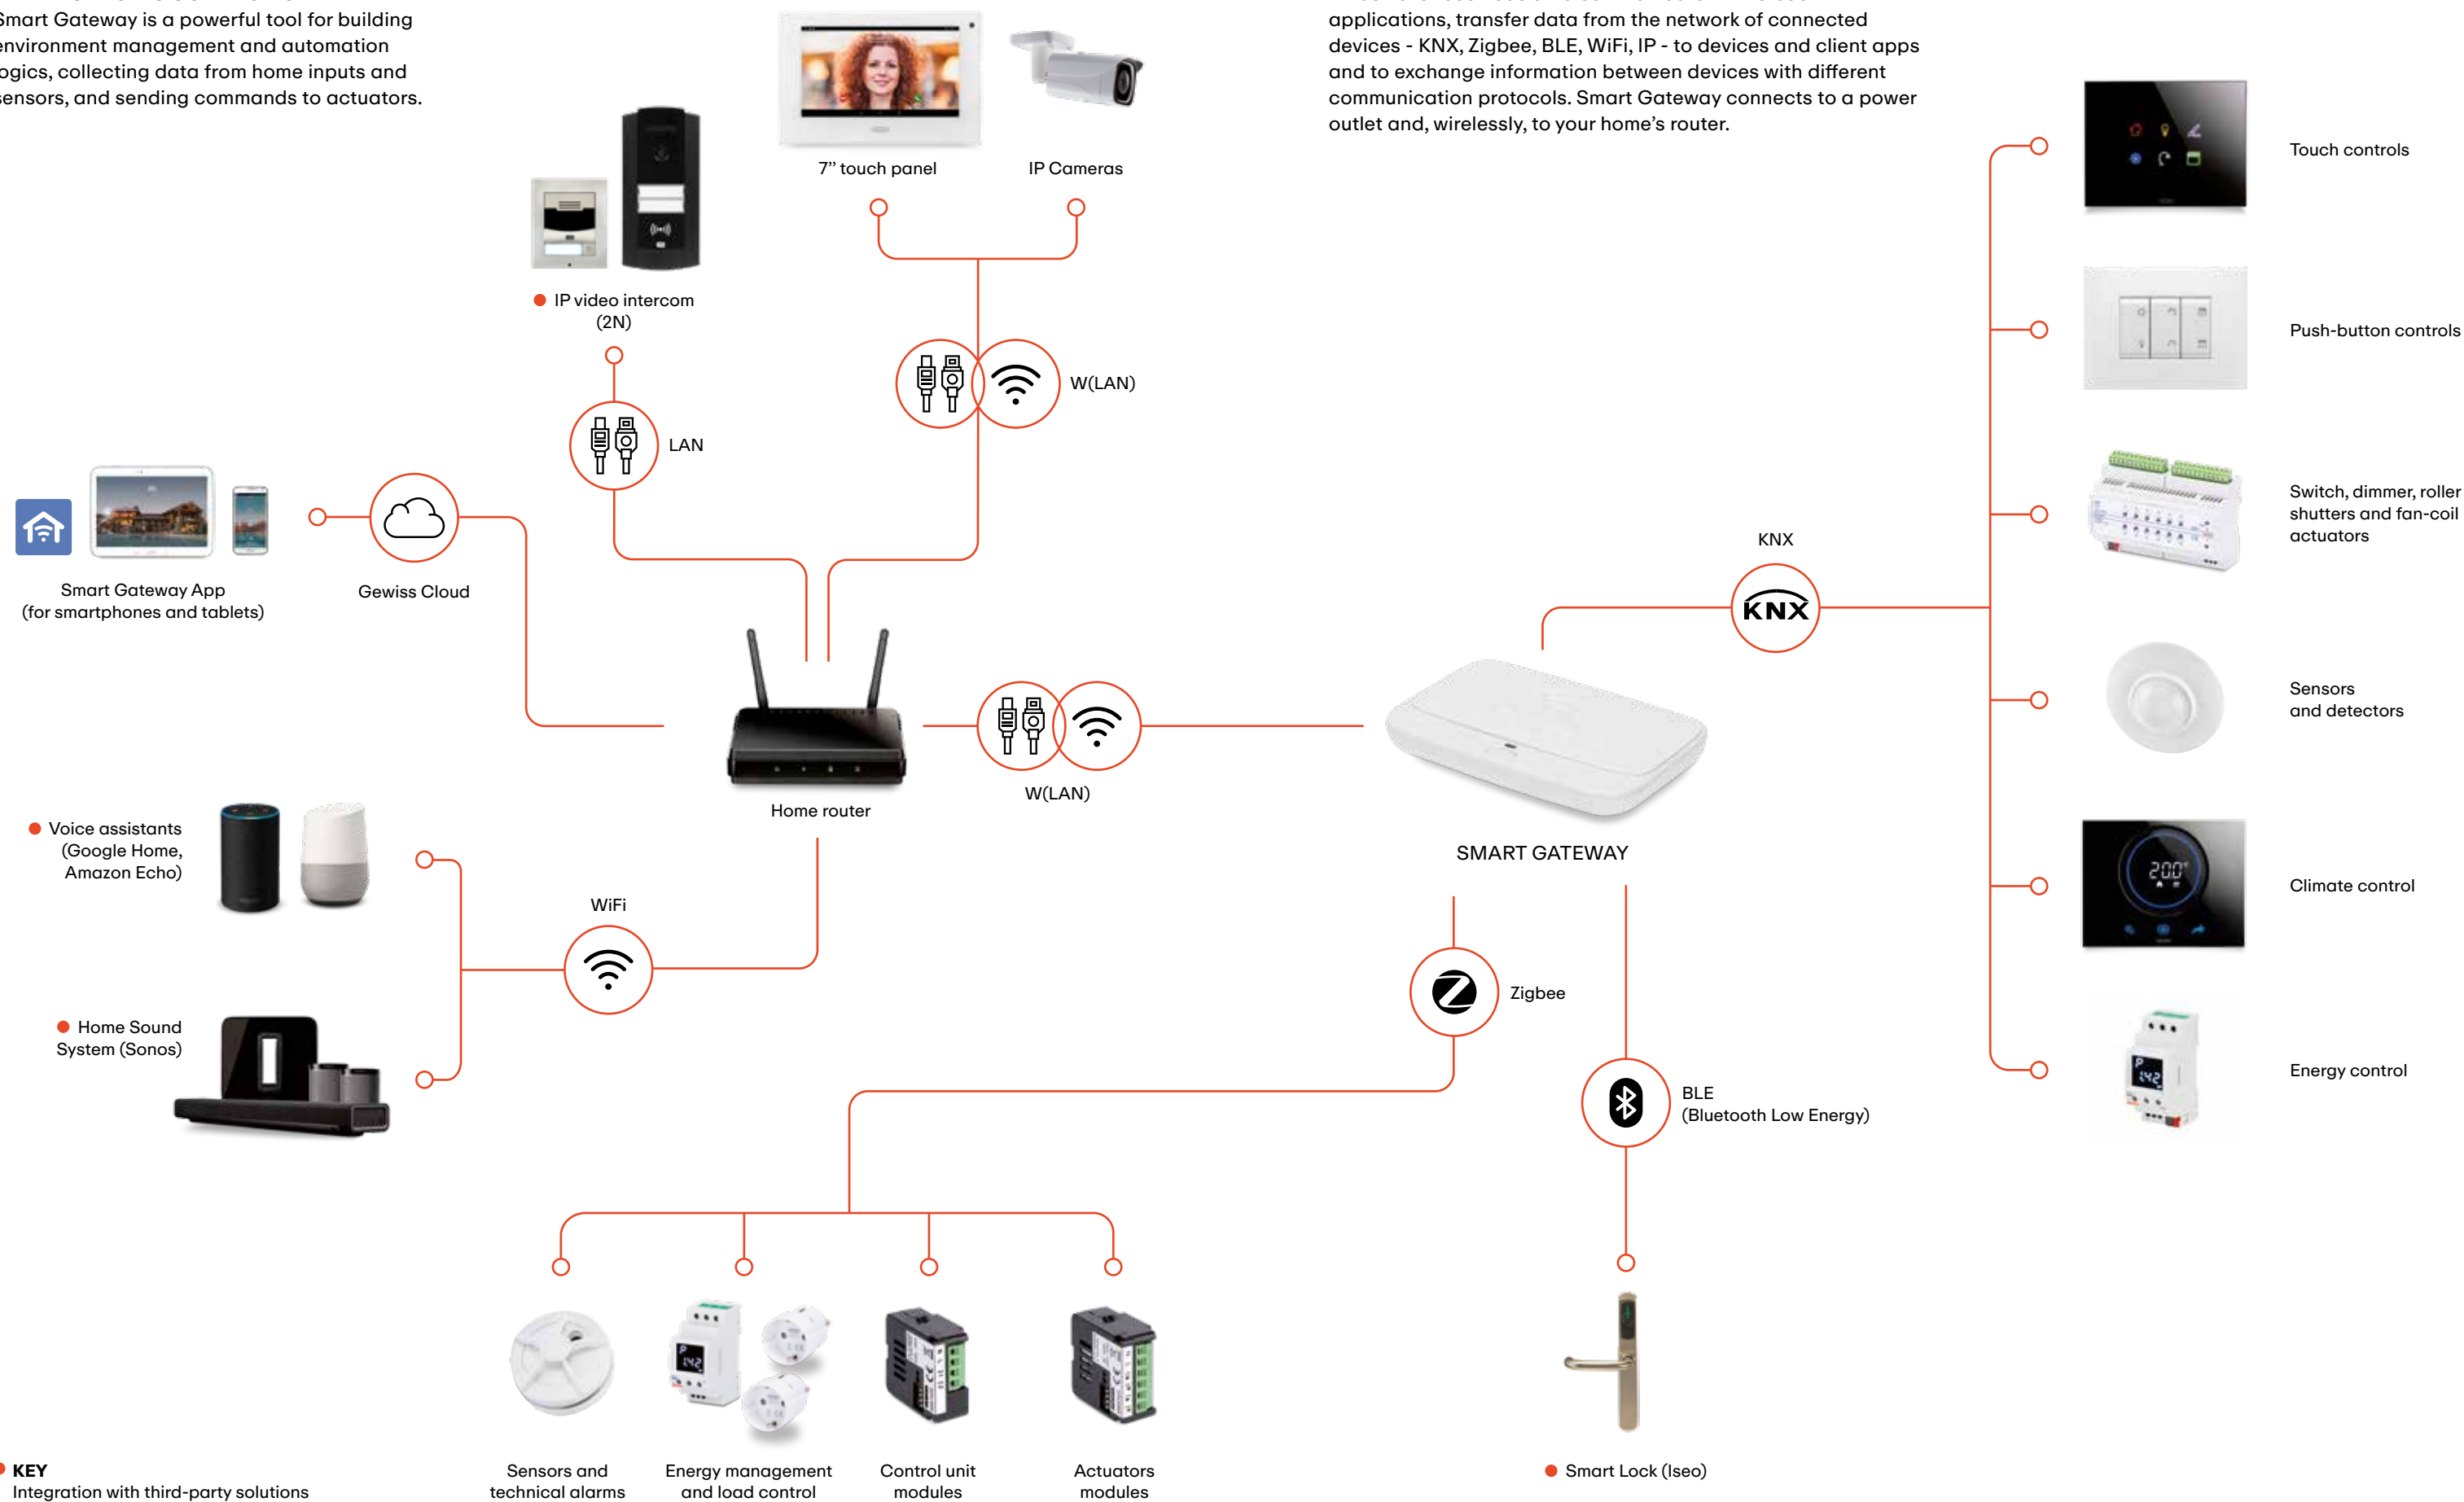 Smart Gateway is a powerful tool for building
environment management and automation
logics, collecting data from home inputs and
sensors, and sending commands to actuators.
applications, transfer data from the network of connected
devices - KNX, Zigbee, BLE, WiFi, IP - to devices and client apps
and to exchange information between devices with different
communication protocols. Smart Gateway connects to a power
outlet and, wirelessly, to your home's router.
7’’ touch panel
IP Cameras
IP video intercom
(2N)
LAN
W(LAN)
Smart Gateway App
(for smartphones and tablets)
Gewiss Cloud
Home router
W(LAN)
SMART GATEWAY
KNX
KNX
Touch controls
Push-button controls
Switch, dimmer, roller
shutters and fan-coil
actuators
Sensors
and detectors
20.0°
Climate control
Energy control
Voice assistants
(Google Home,
Amazon Echo)
WiFi
Home Sound
System (Sonos)
Zigbee
BLE
(Bluetooth Low Energy)
P
1.42
P
1.42
Sensors and
technical alarms
Energy management
and load control
Control unit
modules
Actuators
modules
Smart Lock (Iseo)
KEY
Integration with third-party solutions